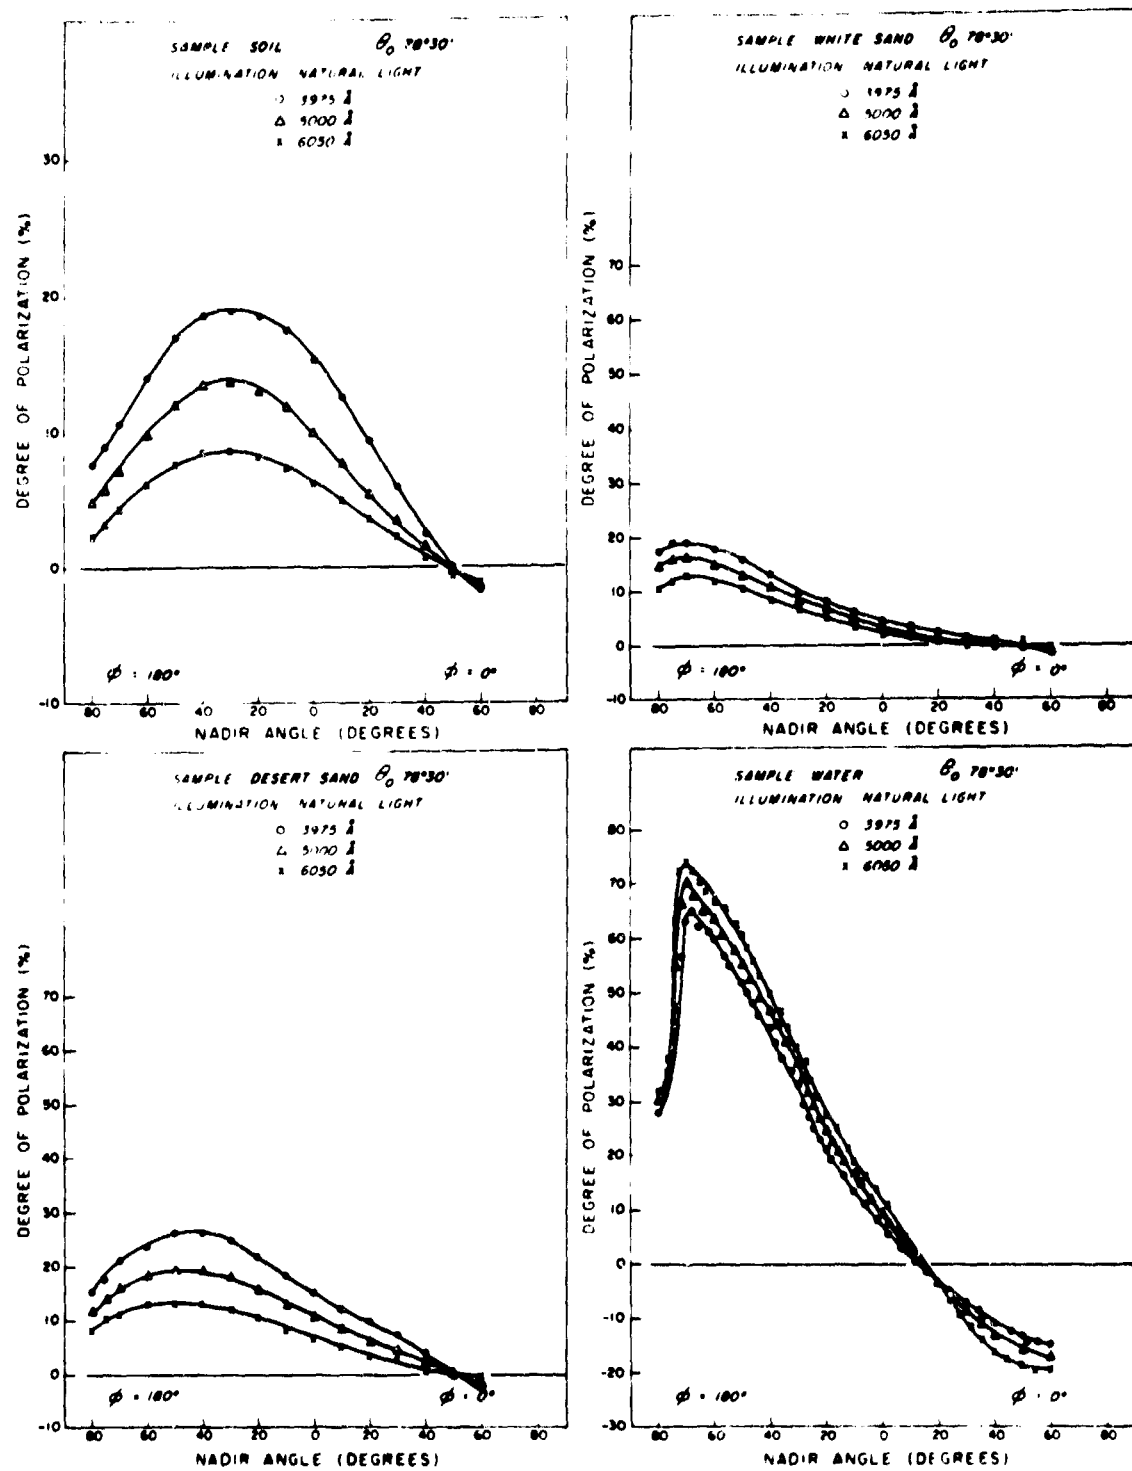 SAMPLE SOIL θ₀ 78°30'
ILLUMINATION NATURAL LIGHT
○ 3975 Å
△ 5000 Å
x 6050 Å
DEGREE OF POLARIZATION (%)
30
20
10
0
-10
ϕ = 180°
ϕ = 0°
80 60 40 20 0 20 40 60 80
NADIR ANGLE (DEGREES)
SAMPLE WHITE SAND θ₀ 78°30'
ILLUMINATION NATURAL LIGHT
○ 3975 Å
△ 5000 Å
x 6050 Å
DEGREE OF POLARIZATION (%)
70
60
50
40
30
20
10
0
-10
ϕ = 180°
ϕ = 0°
80 60 40 20 0 20 40 60 80
NADIR ANGLE (DEGREES)
SAMPLE DESERT SAND θ₀ 78°30'
ILLUMINATION NATURAL LIGHT
○ 3975 Å
△ 5000 Å
x 6050 Å
DEGREE OF POLARIZATION (%)
70
60
50
40
30
20
10
0
-10
ϕ = 180°
ϕ = 0°
80 60 40 20 0 20 40 60 80
NADIR ANGLE (DEGREES)
SAMPLE WATER θ₀ 78°30'
ILLUMINATION NATURAL LIGHT
○ 3975 Å
△ 5000 Å
x 6050 Å
DEGREE OF POLARIZATION (%)
80
70
60
50
40
30
20
10
0
-10
-20
-30
ϕ = 180°
ϕ = 0°
80 60 40 20 0 20 40 60 80
NADIR ANGLE (DEGREES)